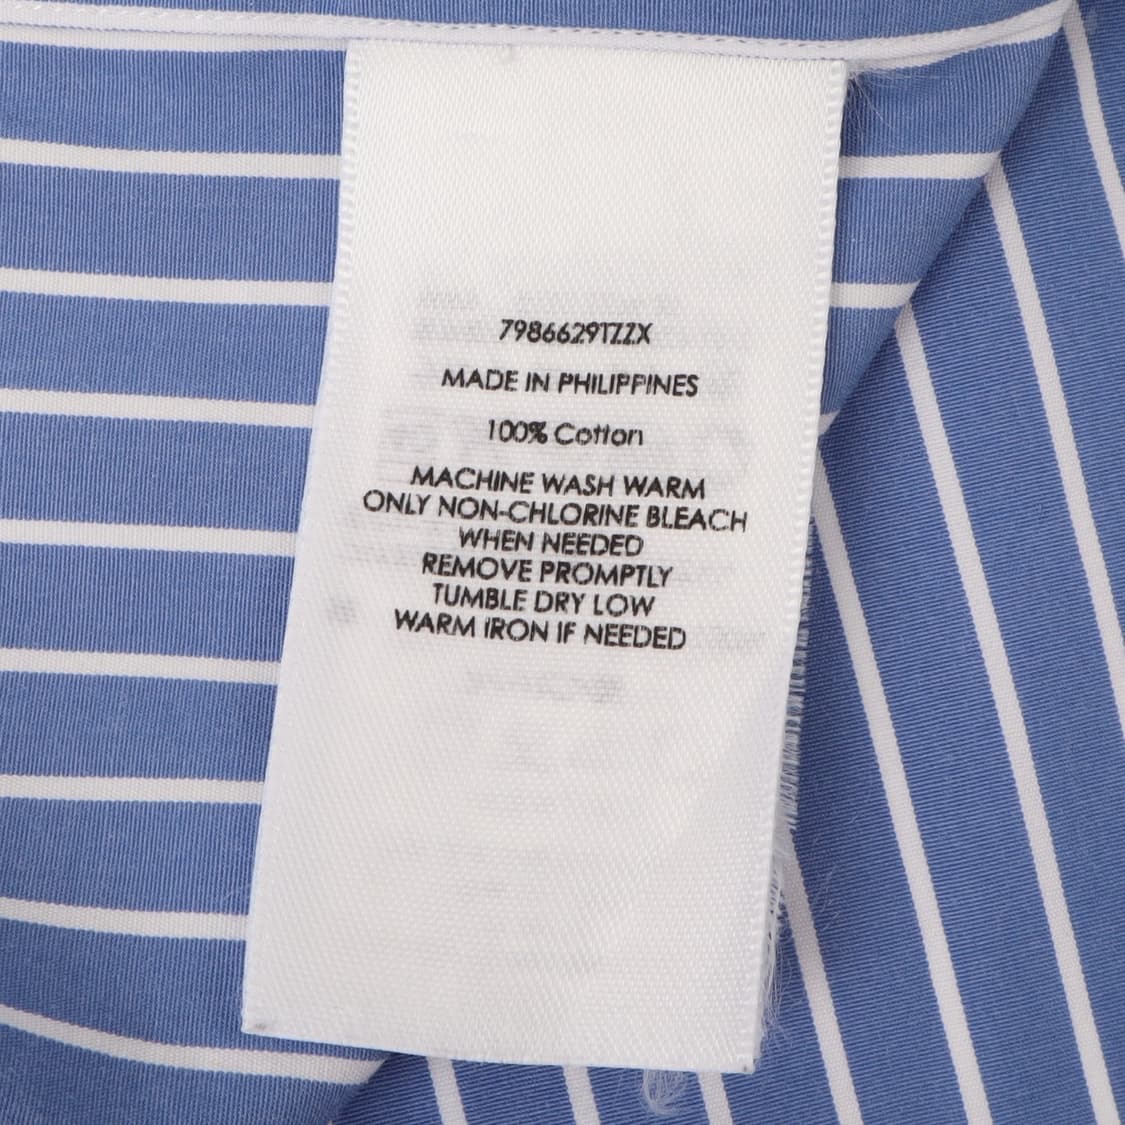 79866291ZZX
MADE IN PHILIPPINES
100% Cotton
MACHINE WASH WARM
ONLY NON-CHLORINE BLEACH
WHEN NEEDED
REMOVE PROMPTLY
TUMBLE DRY LOW
WARM IRON IF NEEDED